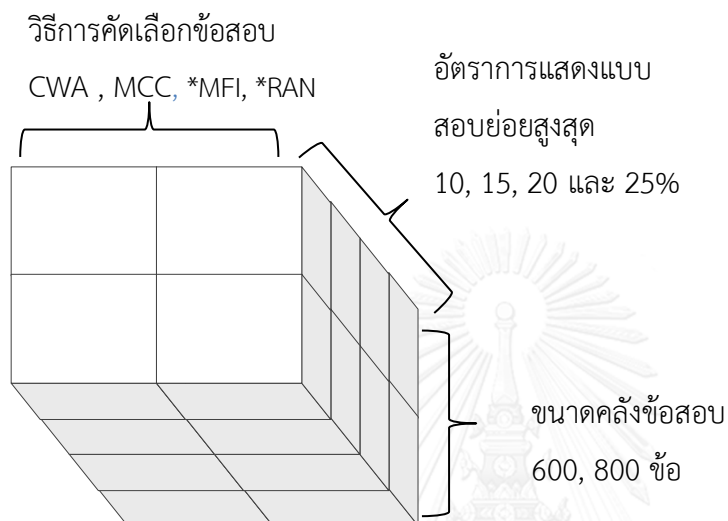 วิธีการคัดเลือกข้อสอบ
CWA , MCC, *MFI, *RAN
อัตราการแสดงแบบ
สอบย่อยสูงสุด
10, 15, 20 และ 25%
ขนาดคลังข้อสอบ
600, 800 ข้อ